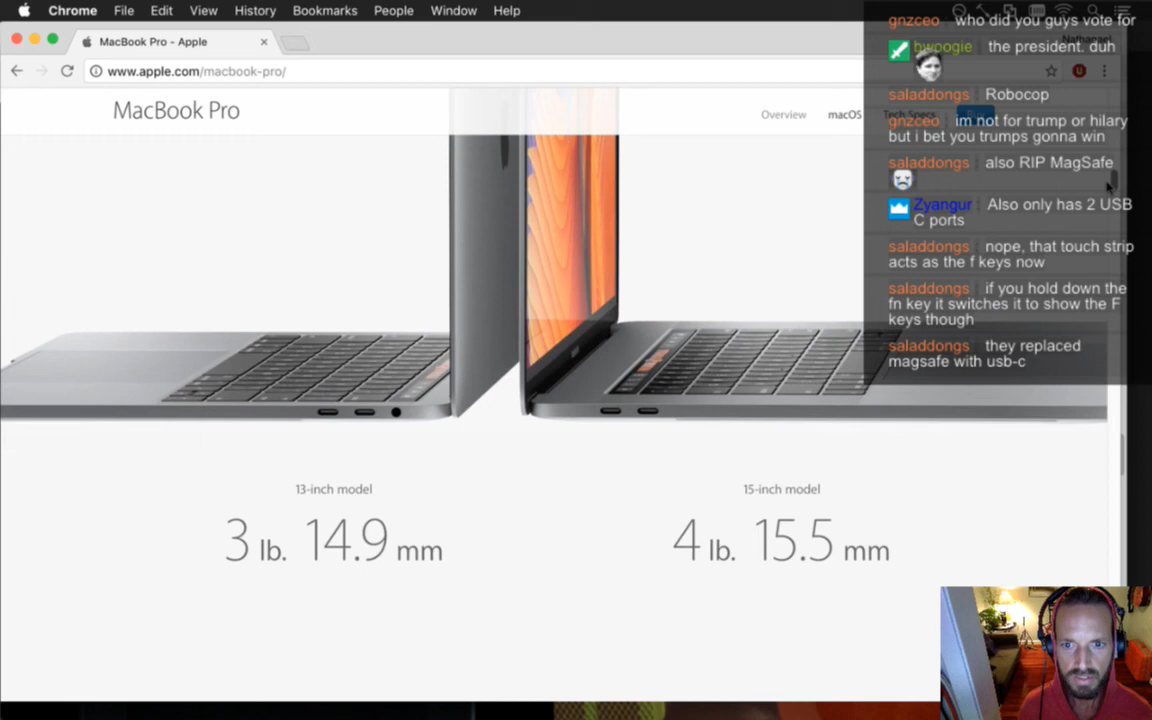 Chrome File Edit View History Bookmarks People Window Help
MacBook Pro - Apple
Nathanael
www.apple.com/macbook-pro/
MacBook Pro
Overview macOS Tech Specs
gnzceo who did you guys vote for
bwoogie the president. duh
saladdongs Robocop
gnzceo im not for trump or hilary
but i bet you trumps gonna win
saladdongs also RIP MagSafe
Zyangur : Also only has 2 USB
C ports
saladdongs nope, that touch strip
acts as the f keys now
saladdongs if you hold down the
fn key it switches it to show the F
keys though
saladdongs they replaced
magsafe with usb-c
13-inch model
3 lb. 14.9 mm
15-inch model
4 lb. 15.5 mm